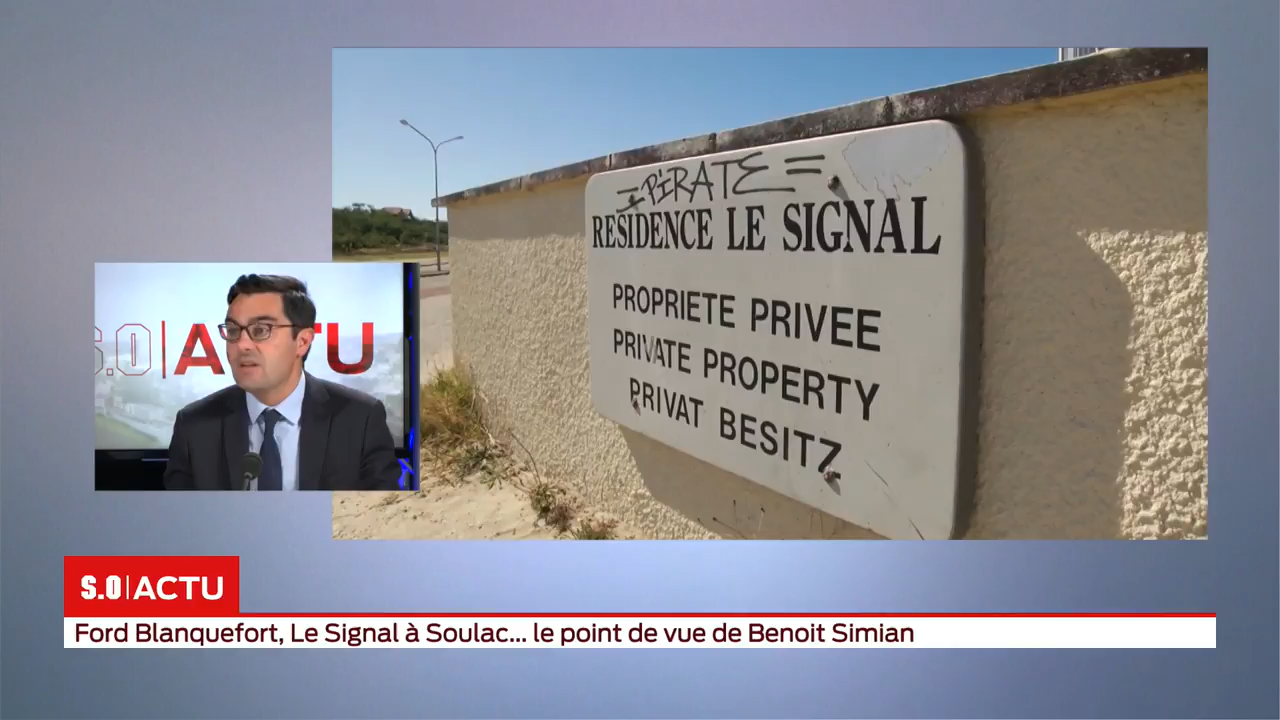 =PIRATE=
RESIDENCE LE SIGNAL
PROPRIETE PRIVEE
PRIVATE PROPERTY
PRIVAT BESITZ
S.O|ACTU
S.O|ACTU
Ford Blanquefort, Le Signal à Soulac... le point de vue de Benoit Simian